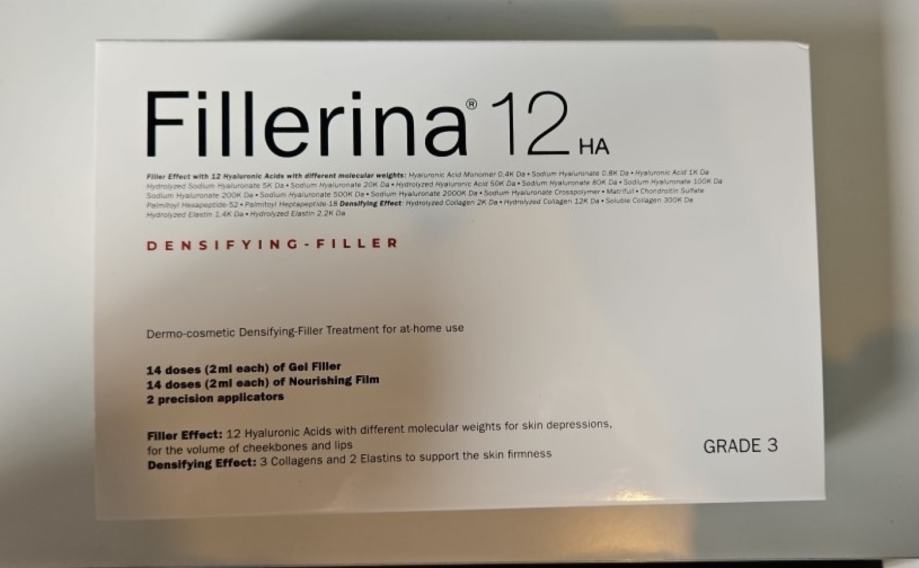 Fillerina® 12 HA
Filler Effect with 12 Hyaluronic Acids with different molecular weights: Hyaluronic Acid Monomer 0,4K Da • Sodium Hyaluronate 0,8K Da • Hyaluronic Acid 1K Da
Hydrolyzed Sodium Hyaluronate 5K Da • Sodium Hyaluronate 20K Da • Hydrolyzed Hyaluronic Acid 50K Da • Sodium Hyaluronate 80K Da • Sodium Hyaluronate 100K Da
Sodium Hyaluronate 200K Da • Sodium Hyaluronate 500K Da • Sodium Hyaluronate 2000K Da • Sodium Hyaluronate Crosspolymer • Matrifull • Chondroitin Sulfate
Palmitoyl Hexapeptide-52 • Palmitoyl Heptapeptide-18 Densifying Effect: Hydrolyzed Collagen 2K Da • Hydrolyzed Collagen 12K Da • Soluble Collagen 300K Da
Hydrolyzed Elastin 1,4K Da • Hydrolyzed Elastin 2,2K Da
DENSIFYING-FILLER
Dermo-cosmetic Densifying-Filler Treatment for at-home use
14 doses (2ml each) of Gel Filler
14 doses (2ml each) of Nourishing Film
2 precision applicators
Filler Effect: 12 Hyaluronic Acids with different molecular weights for skin depressions,
for the volume of cheekbones and lips
Densifying Effect: 3 Collagens and 2 Elastins to support the skin firmness
GRADE 3